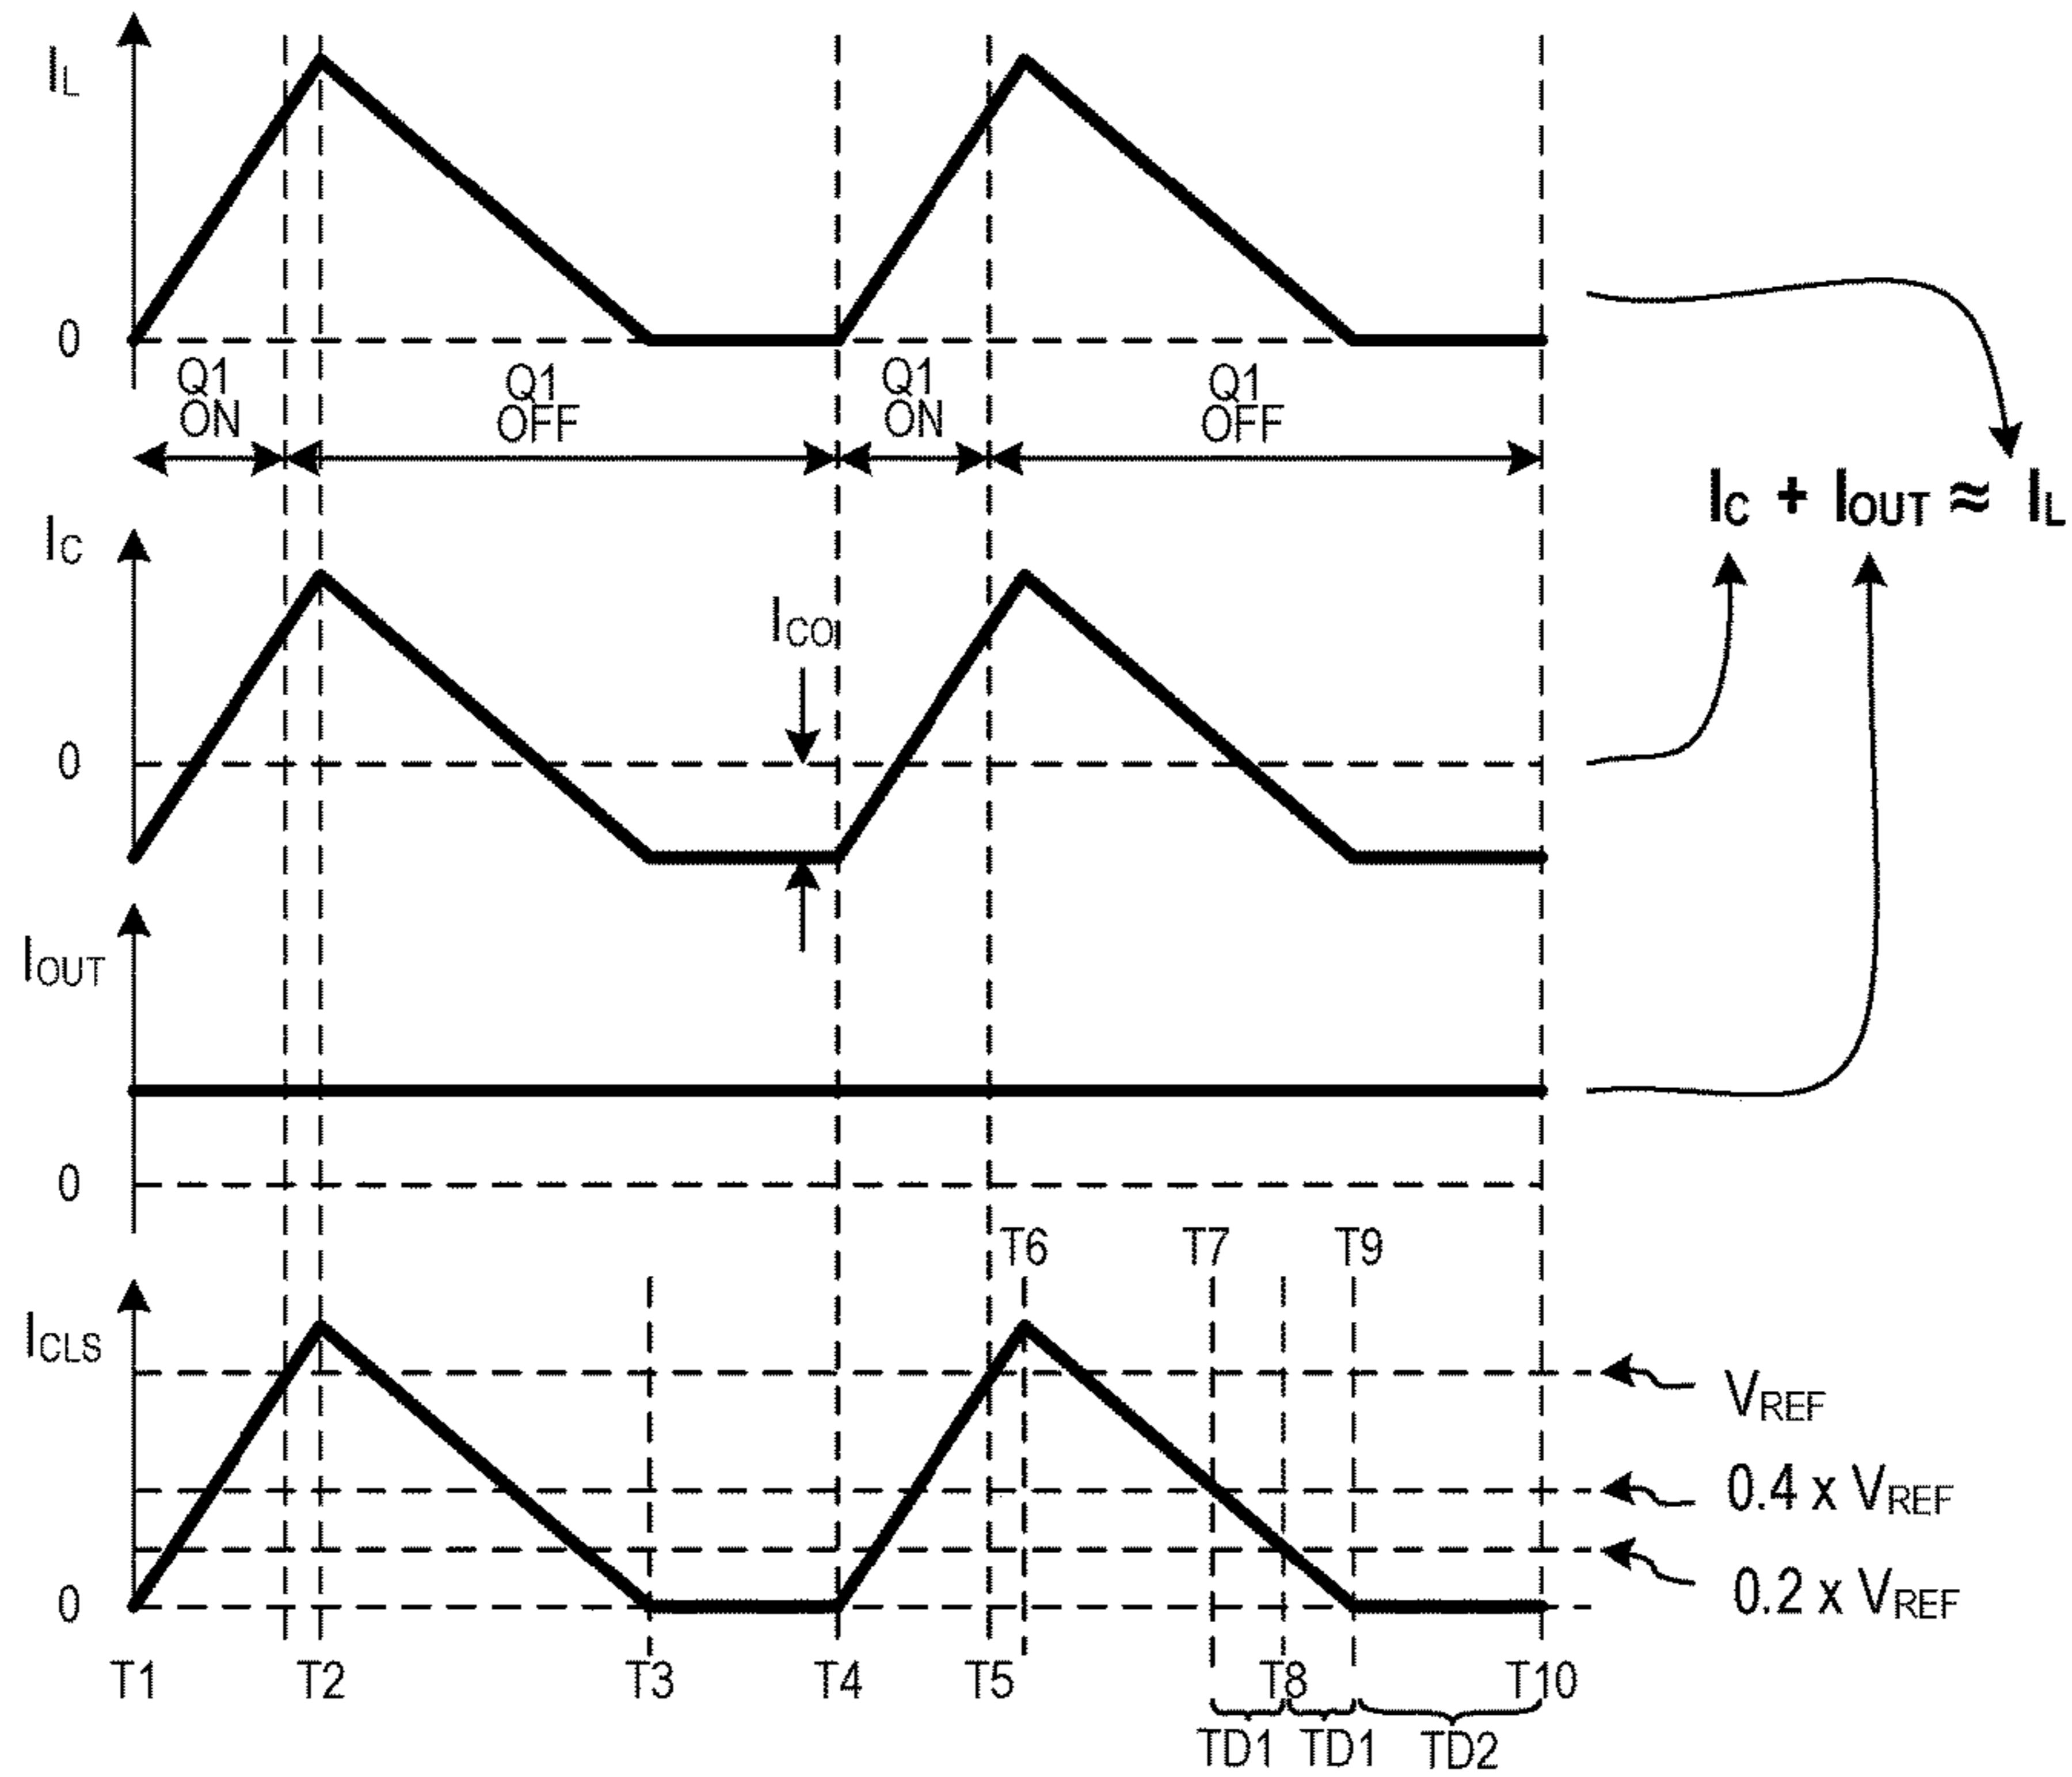 IL
0
Q1
ON
Q1
OFF
Q1
ON
Q1
OFF
IC + IOUT ≈ IL
IC
ICO
0
IOUT
0
T6 T7 T9
ICLS
VREF
0.4 x VREF
0.2 x VREF
0
T1 T2 T3 T4 T5 T8 T10
TD1 TD1 TD2